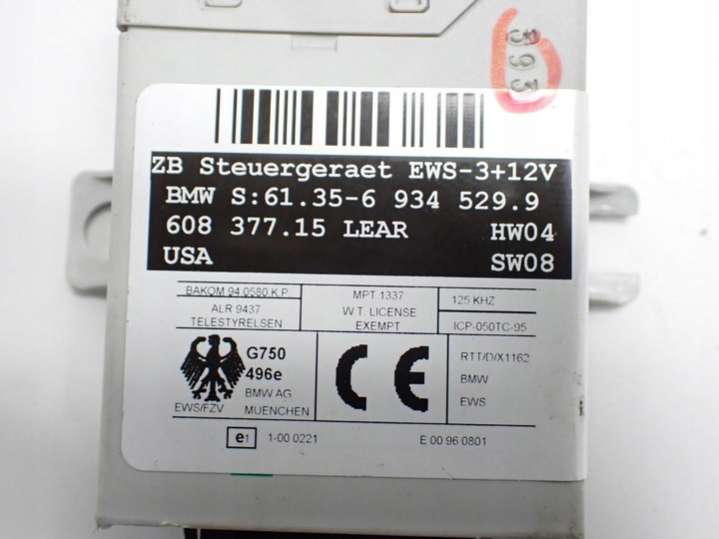 393
ZB Steuergeraet EWS-3+12V
BMW S:61.35-6 934 529.9
608 377.15 LEAR HW04
USA SW08
BAKOM 94.0580.K.P
ALR 9437
TELESTYRELSEN
MPT 1337
W.T. LICENSE
EXEMPT
125 KHZ
ICP-050TC-95
G750
496e
BMW AG
EWS/FZV MUENCHEN
CE
RTT/D/X1162
BMW
EWS
e1 1-00 0221 E 00 96 0801